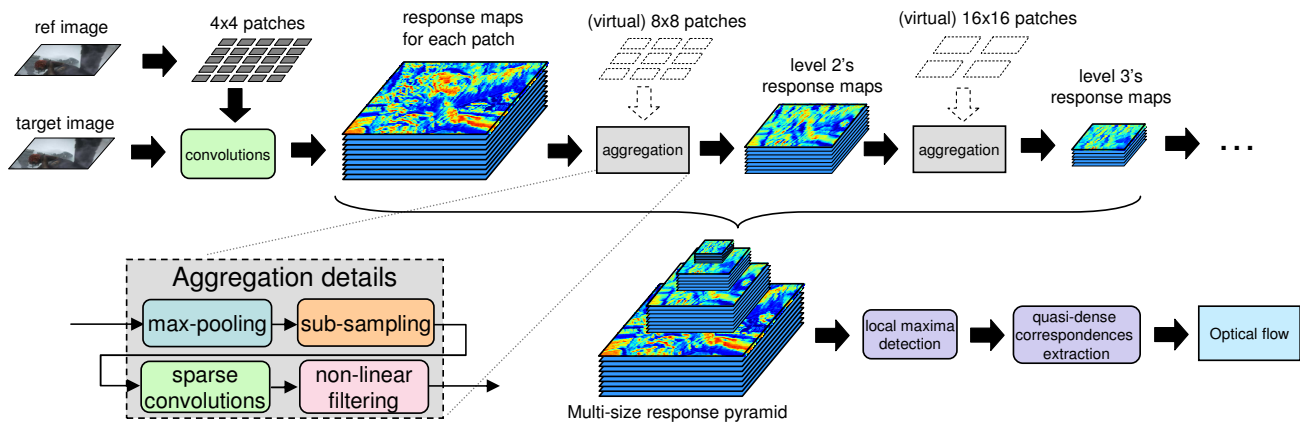 ref image
4x4 patches
response maps
for each patch
(virtual) 8x8 patches
level 2's
response maps
(virtual) 16x16 patches
level 3's
response maps
target image
convolutions
aggregation
aggregation
...
Aggregation details
max-pooling
sub-sampling
sparse
convolutions
non-linear
filtering
Multi-size response pyramid
local maxima
detection
quasi-dense
correspondences
extraction
Optical flow